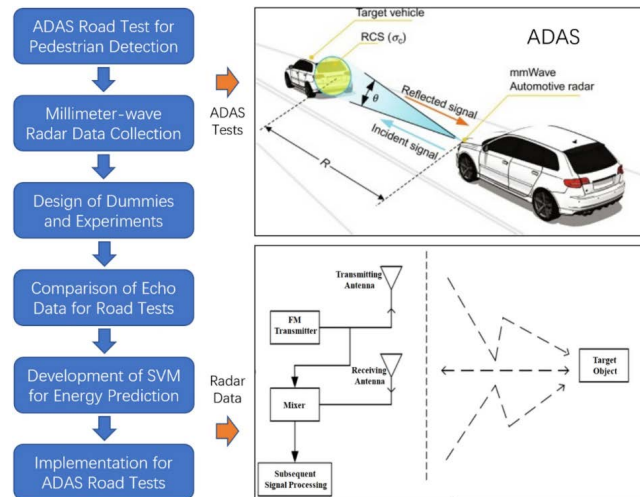 ADAS Road Test for
Pedestrian Detection
Millimeter-wave
Radar Data Collection
Design of Dummies
and Experiments
Comparison of Echo
Data for Road Tests
Development of SVM
for Energy Prediction
Implementation for
ADAS Road Tests
ADAS
Tests
Radar
Data
Target vehicle
RCS (σc)
ADAS
mmWave
Automotive radar
θ
Reflected signal
Incident signal
R
Transmitting
Antenna
FM
Transmitter
Receiving
Antenna
Mixer
Subsequent
Signal Processing
Target
Object